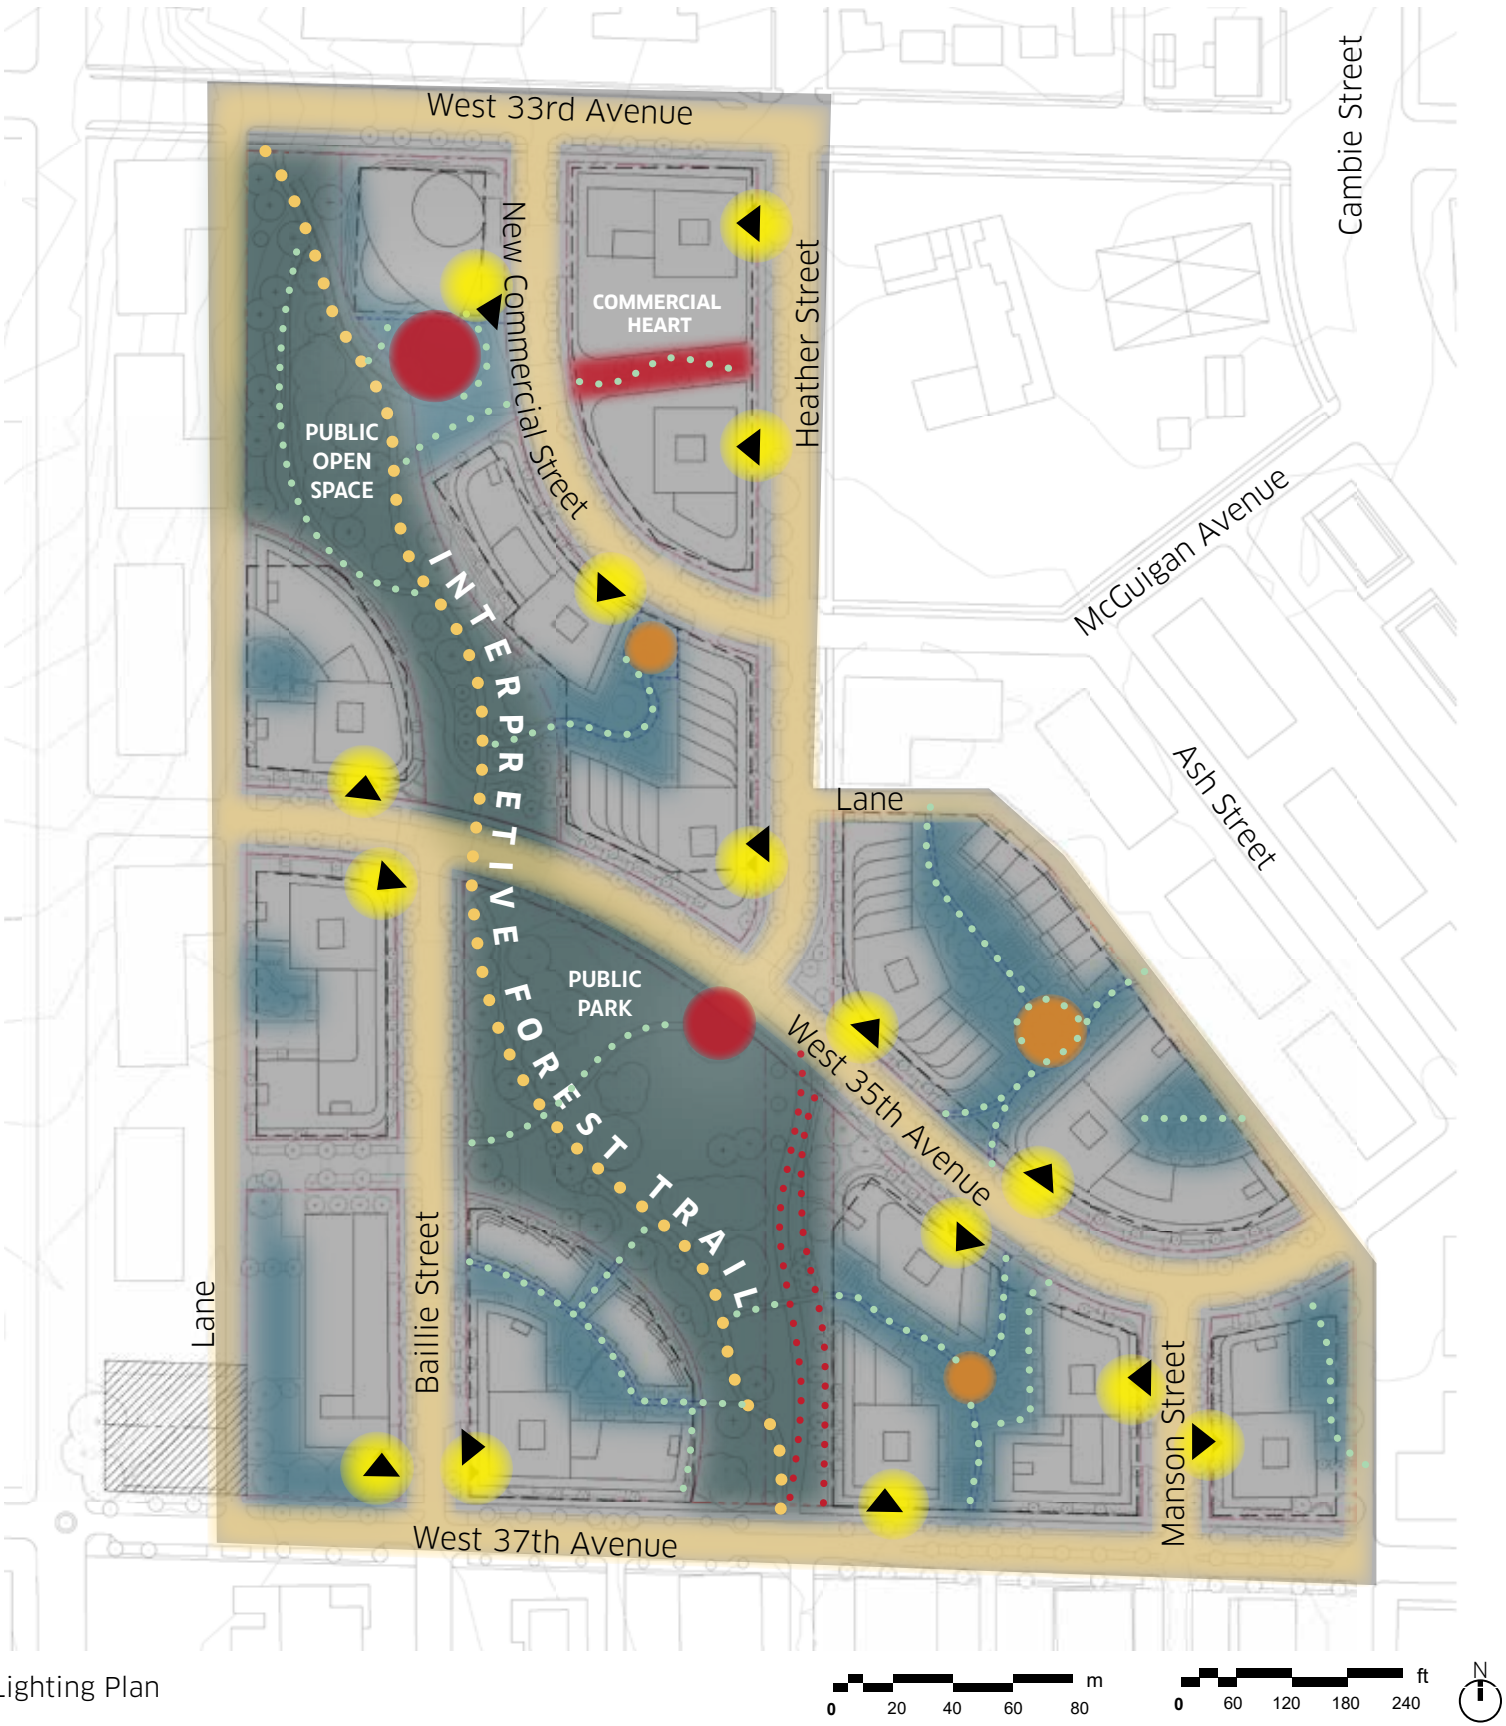 West 33rd Avenue
Cambie Street
New Commercial Street
COMMERCIAL
HEART
Heather Street
PUBLIC
OPEN
SPACE
McGuigan Avenue
INTERPRETIVE FOREST TRAIL
Lane
Ash Street
PUBLIC
PARK
West 35th Avenue
Lane
Baillie Street
Manson Street
West 37th Avenue
Lighting Plan
m
0 20 40 60 80
ft
0 60 120 180 240
N